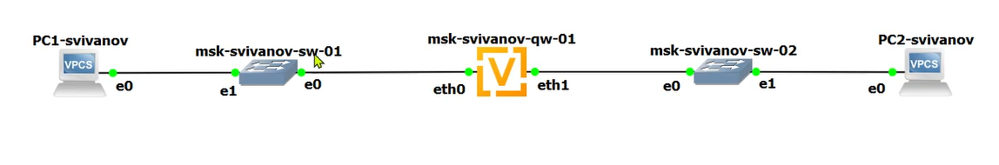 PC1-svivanov
VPCS
e0
msk-svivanov-sw-01
e1
e0
msk-svivanov-qw-01
eth0
V
eth1
msk-svivanov-sw-02
e0
e1
PC2-svivanov
VPCS
e0